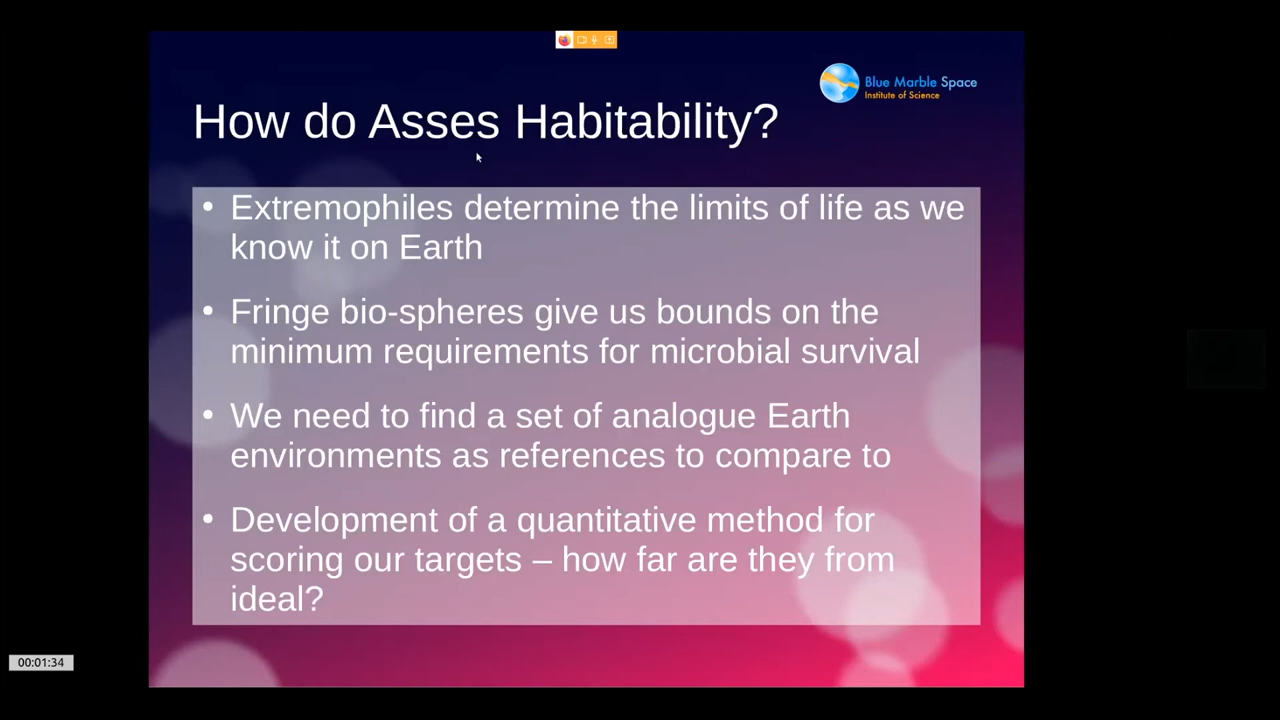 Blue Marble Space
Institute of Science
How do Asses Habitability?
• Extremophiles determine the limits of life as we
know it on Earth
• Fringe bio-spheres give us bounds on the
minimum requirements for microbial survival
• We need to find a set of analogue Earth
environments as references to compare to
• Development of a quantitative method for
scoring our targets – how far are they from
ideal?
00:01:34